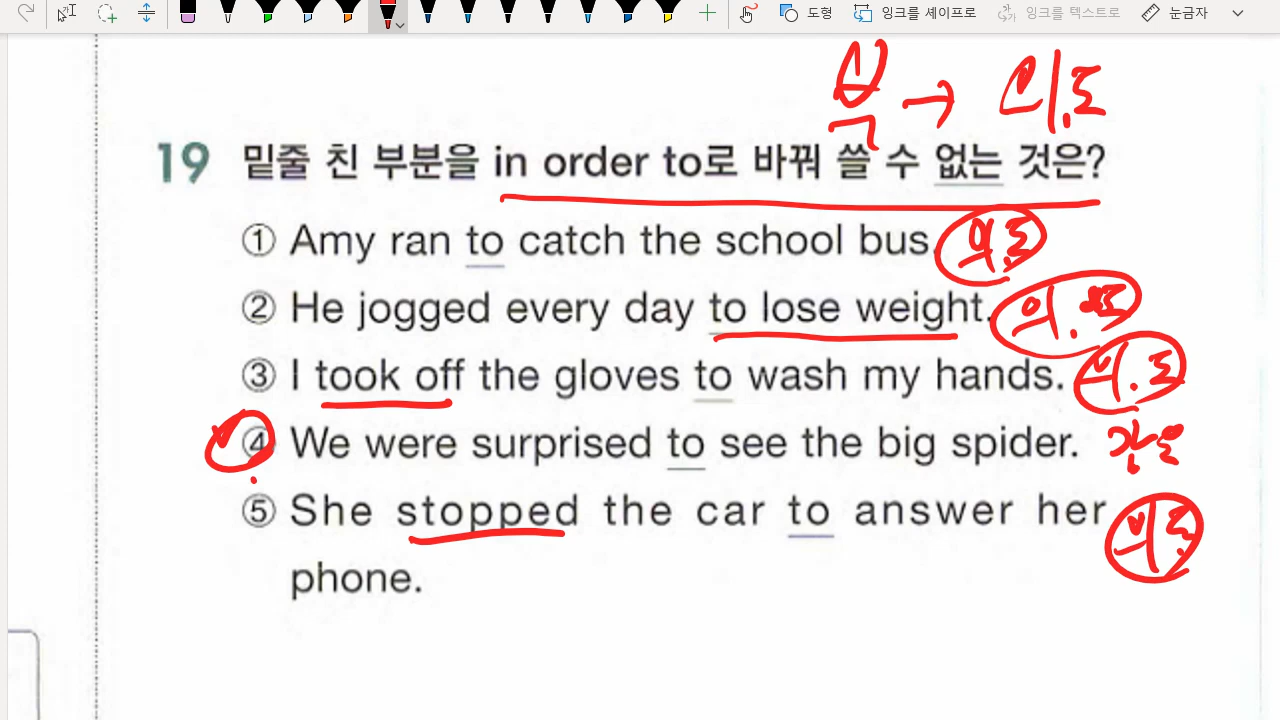 도형 잉크를 셰이프로 잉크를 텍스트로 눈금자
부 → 의도
19 밑줄 친 부분을 in order to로 바꿔 쓸 수 없는 것은?
① Amy ran to catch the school bus. 의도
② He jogged every day to lose weight. 의도
③ I took off the gloves to wash my hands. 의도
④ We were surprised to see the big spider.
⑤ She stopped the car to answer her 의도
phone.